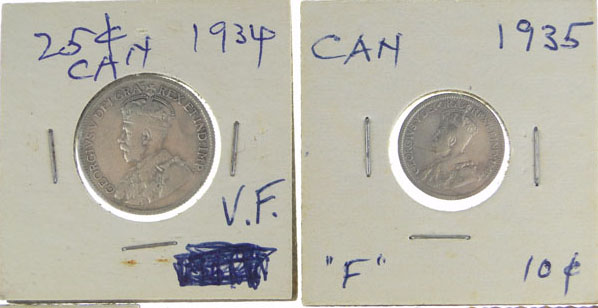 25¢ 1934
CAN
GEORGIVS V DEI GRA: REX ET IND:IMP:
V.F.
CAN 1935
"F" 10¢